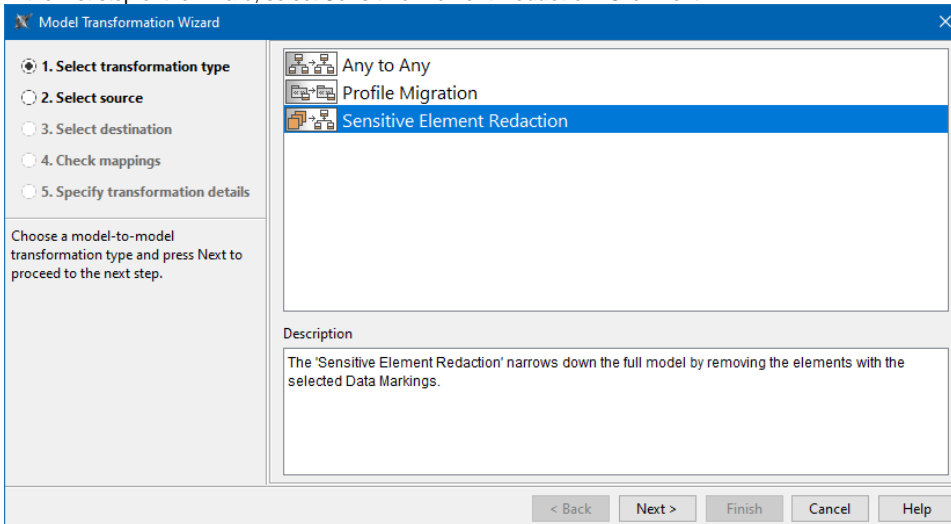 Model Transformation Wizard
1. Select transformation type
2. Select source
3. Select destination
4. Check mappings
5. Specify transformation details
Choose a model-to-model
transformation type and press Next to
proceed to the next step.
Any to Any
Profile Migration
Sensitive Element Redaction
Description
The 'Sensitive Element Redaction' narrows down the full model by removing the elements with the
selected Data Markings.
< Back
Next >
Finish
Cancel
Help